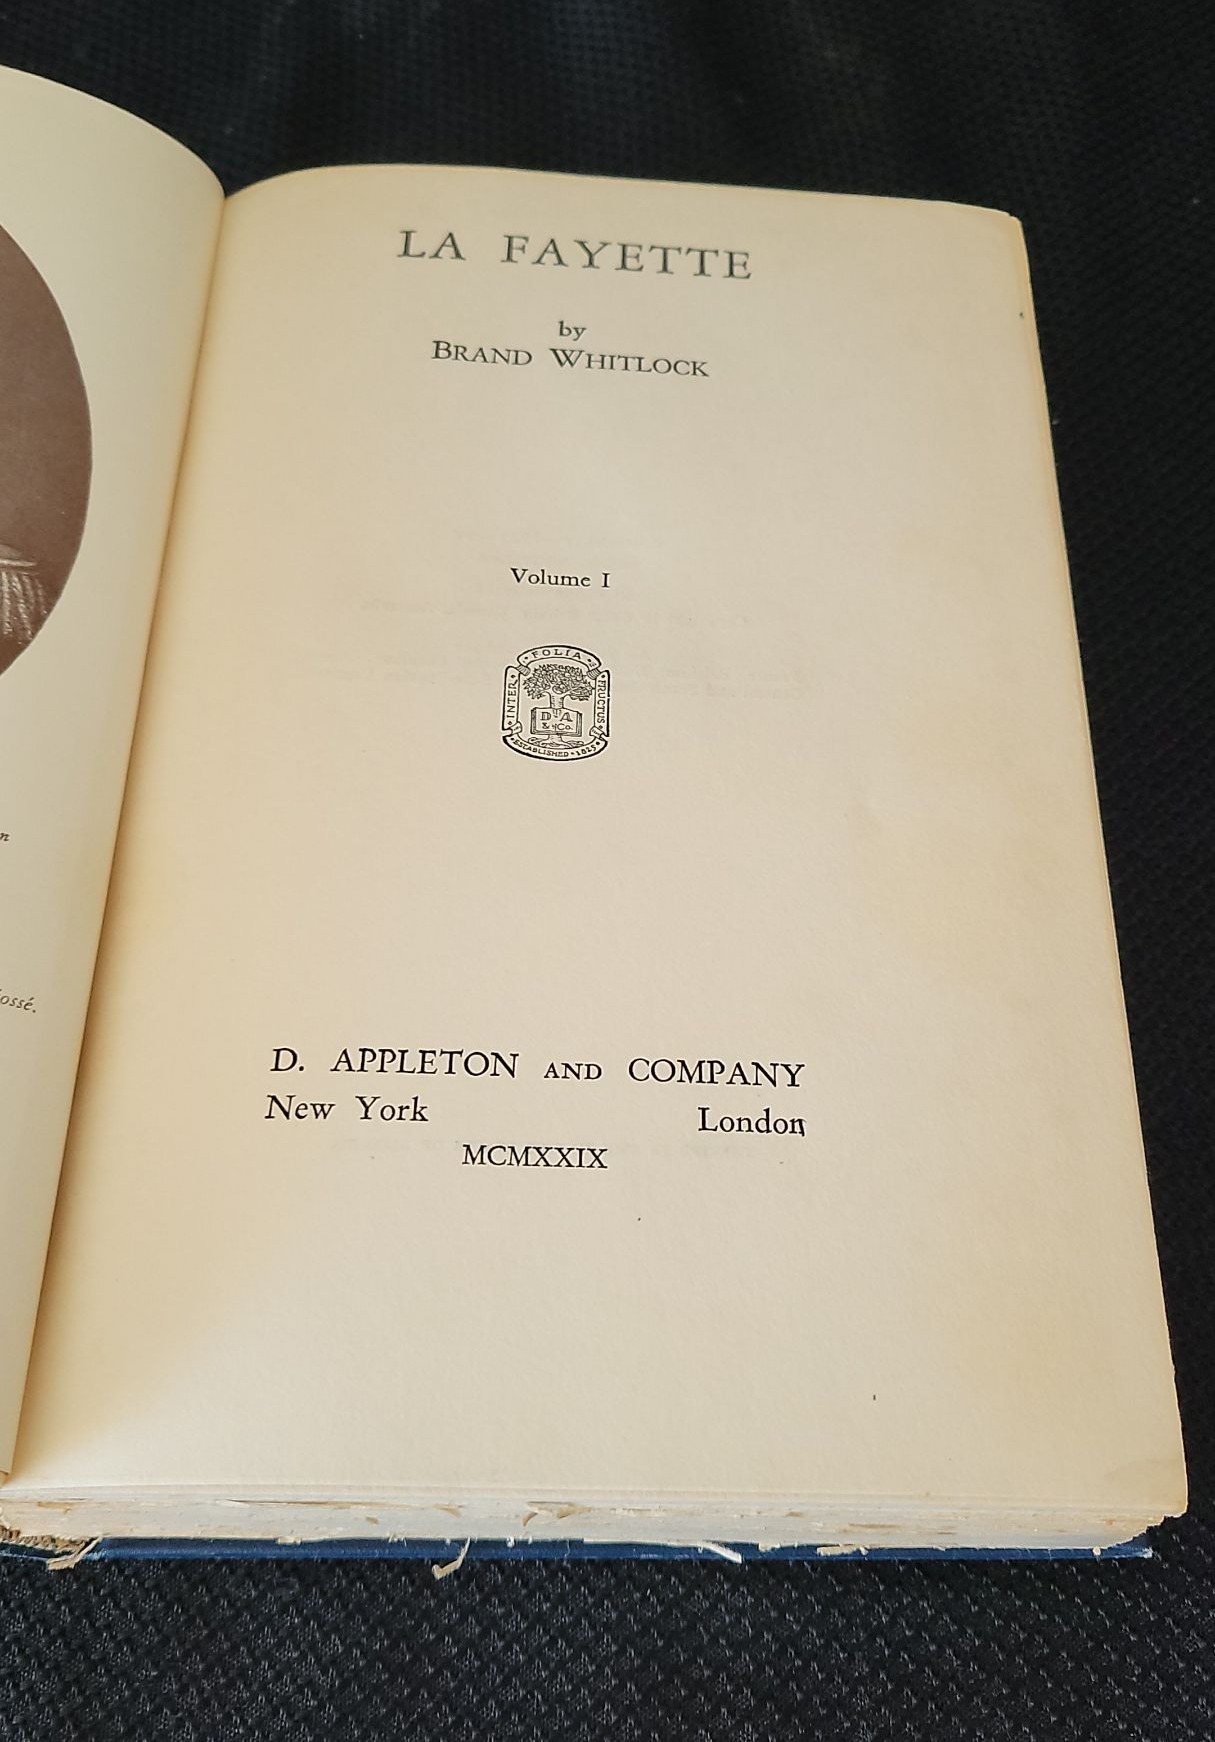 LA FAYETTE
by
BRAND WHITLOCK
Volume I
INTER FOLIA FRUCTUS
D A
& Co.
ESTABLISHED 1825
D. APPLETON AND COMPANY
New York London
MCMXXIX